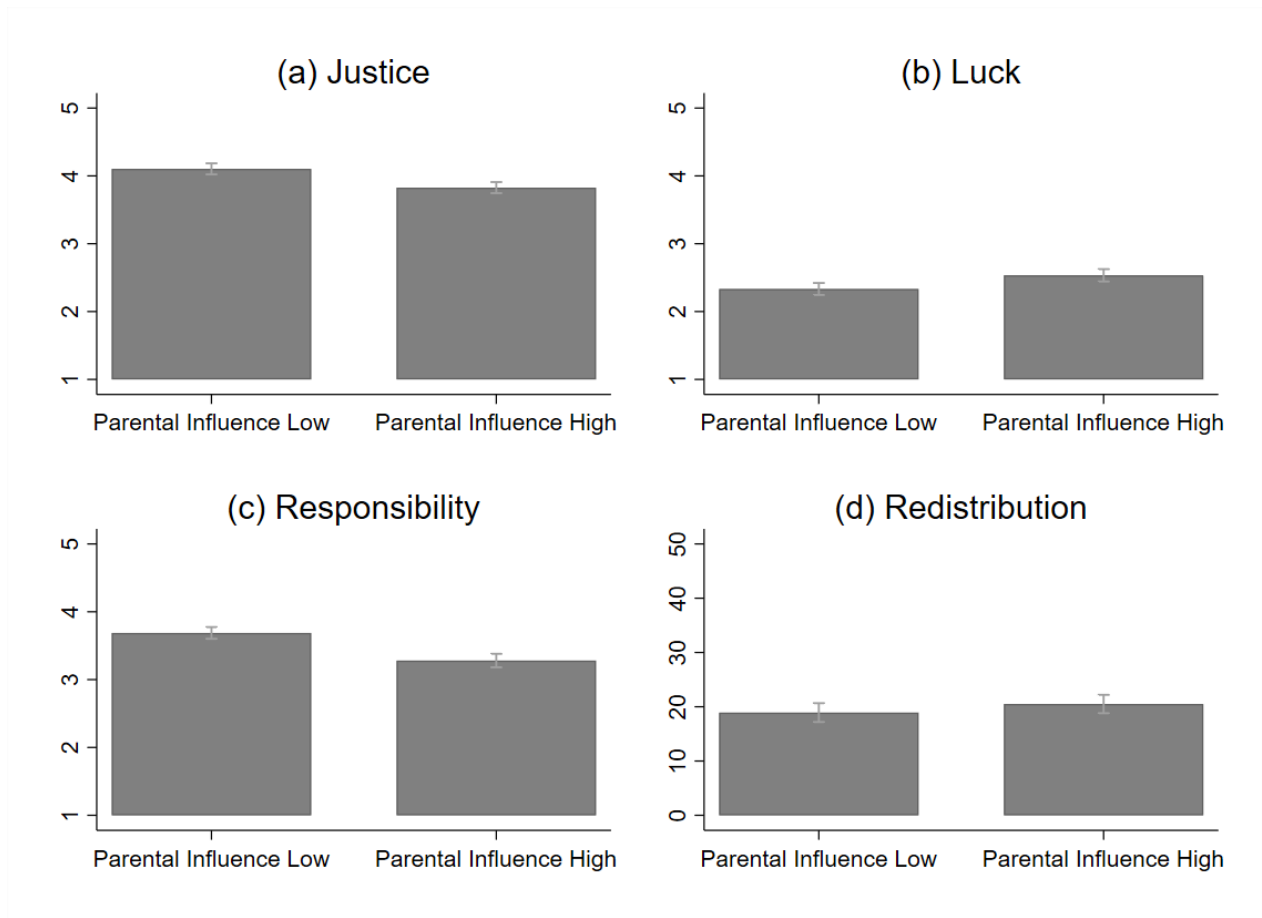 (a) Justice
5
4
3
2
1
Parental Influence Low Parental Influence High
(b) Luck
5
4
3
2
1
Parental Influence Low Parental Influence High
(c) Responsibility
5
4
3
2
1
Parental Influence Low Parental Influence High
(d) Redistribution
50
40
30
20
10
0
Parental Influence Low Parental Influence High